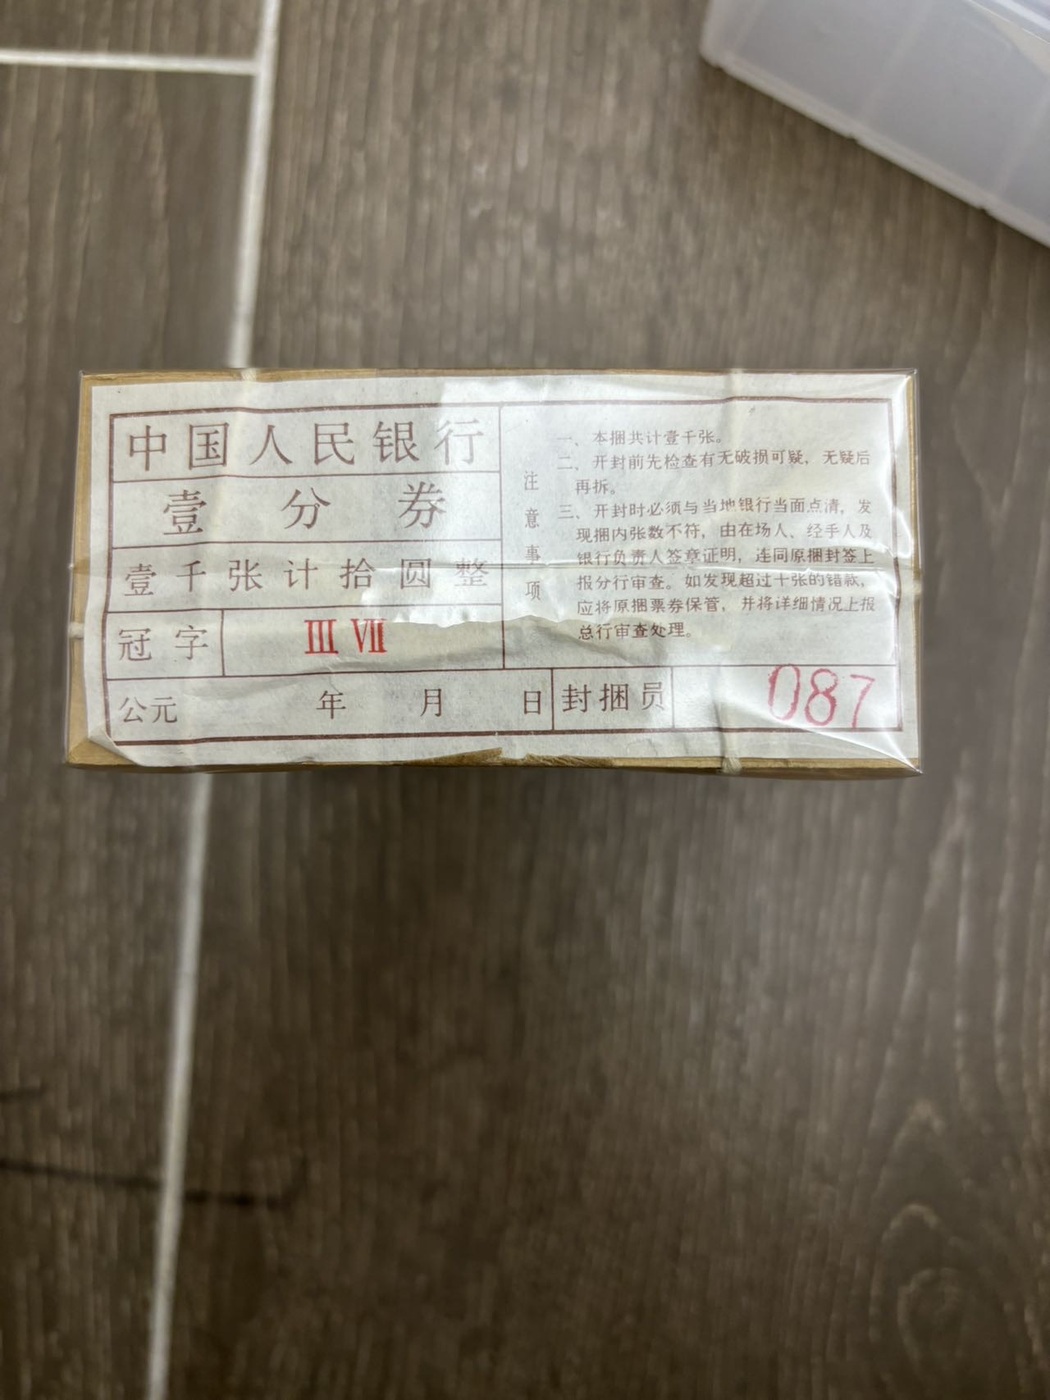 中国人民银行
壹分券
壹千张计拾圆整
冠字 III VII
公元 年 月 日 封捆员 087
注意事项
一、本捆共计壹千张。
二、开封前先检查有无破损可疑，无疑后
再拆。
三、开封时必须与当地银行当面点清，发
现捆内张数不符，由在场人、经手人及
银行负责人签章证明，连同原捆封签上
报分行审查。如发现超过十张的错款，
应将原捆票券保管，并将详细情况上报
总行审查处理。